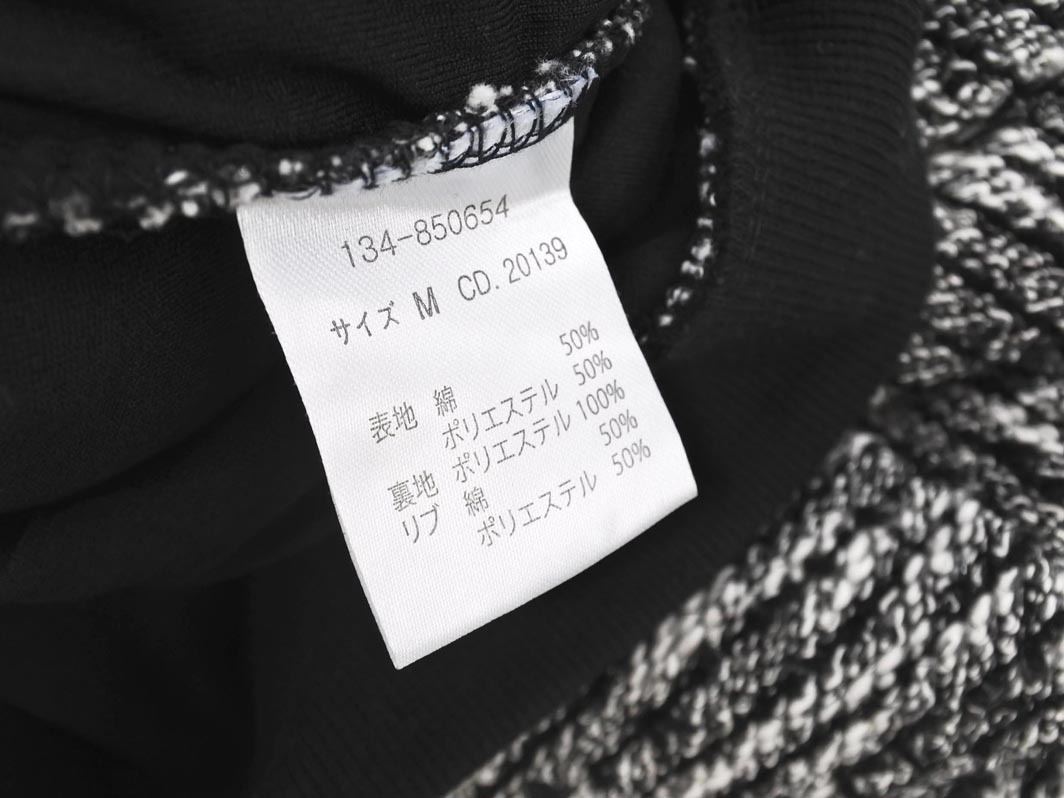 134-850654
サイズ M CD. 20139
表地 綿 50%
ポリエステル 50%
裏地 ポリエステル 100%
リブ 綿 50%
ポリエステル 50%